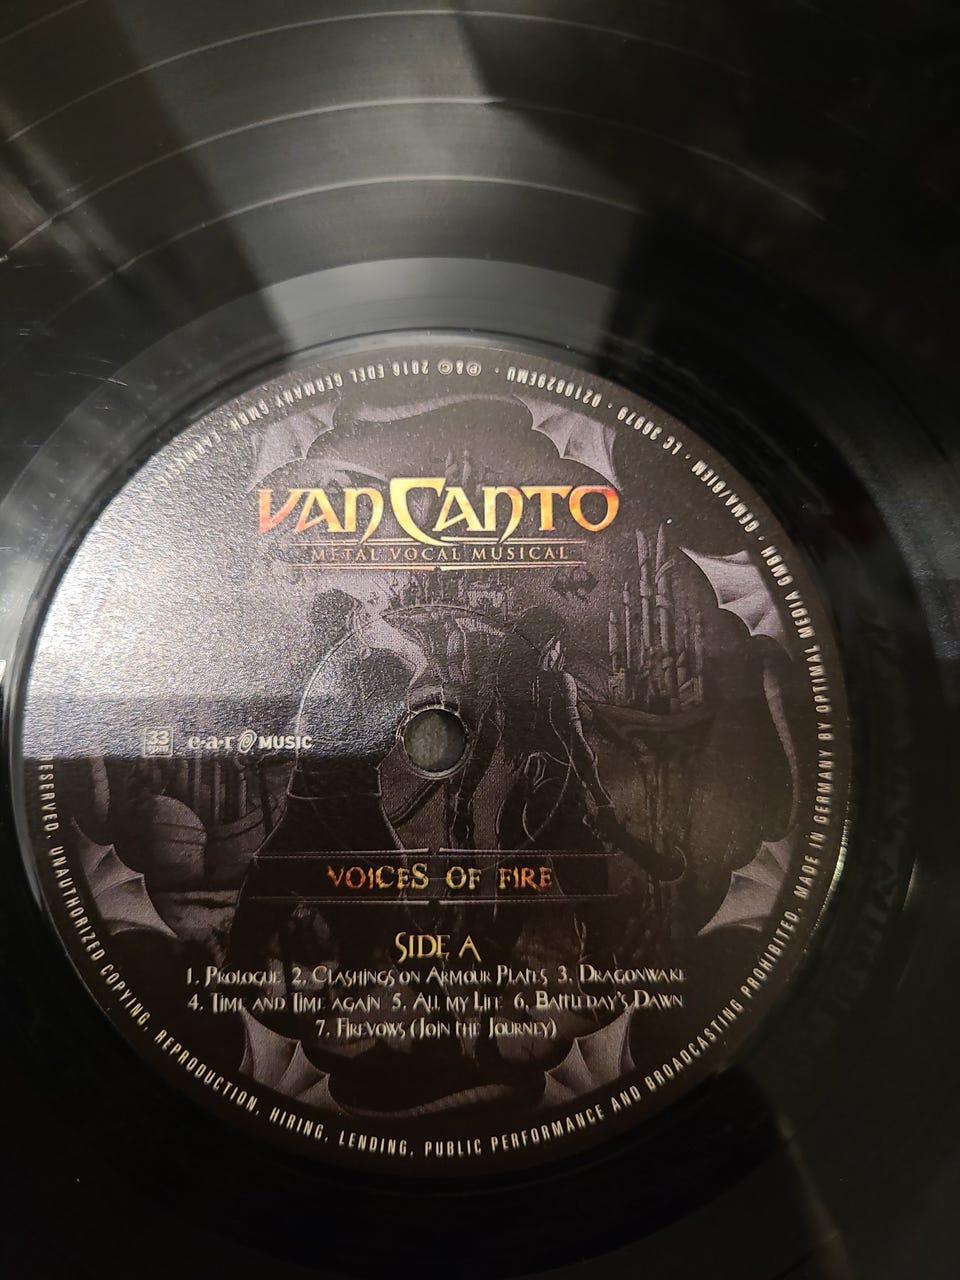 VAN CANTO
METAL VOCAL MUSICAL
33 rpm
e·a·r MUSIC
VOICES OF FIRE
SIDE A
1. PROLOGUE 2. CLASHINGS ON ARMOUR PLATES 3. DRAGONWAKE
4. TIME AND TIME AGAIN 5. ALL MY LIFE 6. BATTLEDAY'S DAWN
7. FIREVOWS (JOIN THE JOURNEY)
℗&© 2016 EDEL GERMANY GMBH. EARMUSIC RESERVED. UNAUTHORIZED COPYING, REPRODUCTION, HIRING, LENDING, PUBLIC PERFORMANCE AND BROADCASTING PROHIBITED. MADE IN GERMANY BY OPTIMAL MEDIA GMBH · GEMA/BIEM · LC 36979 · 0210629EMU ·